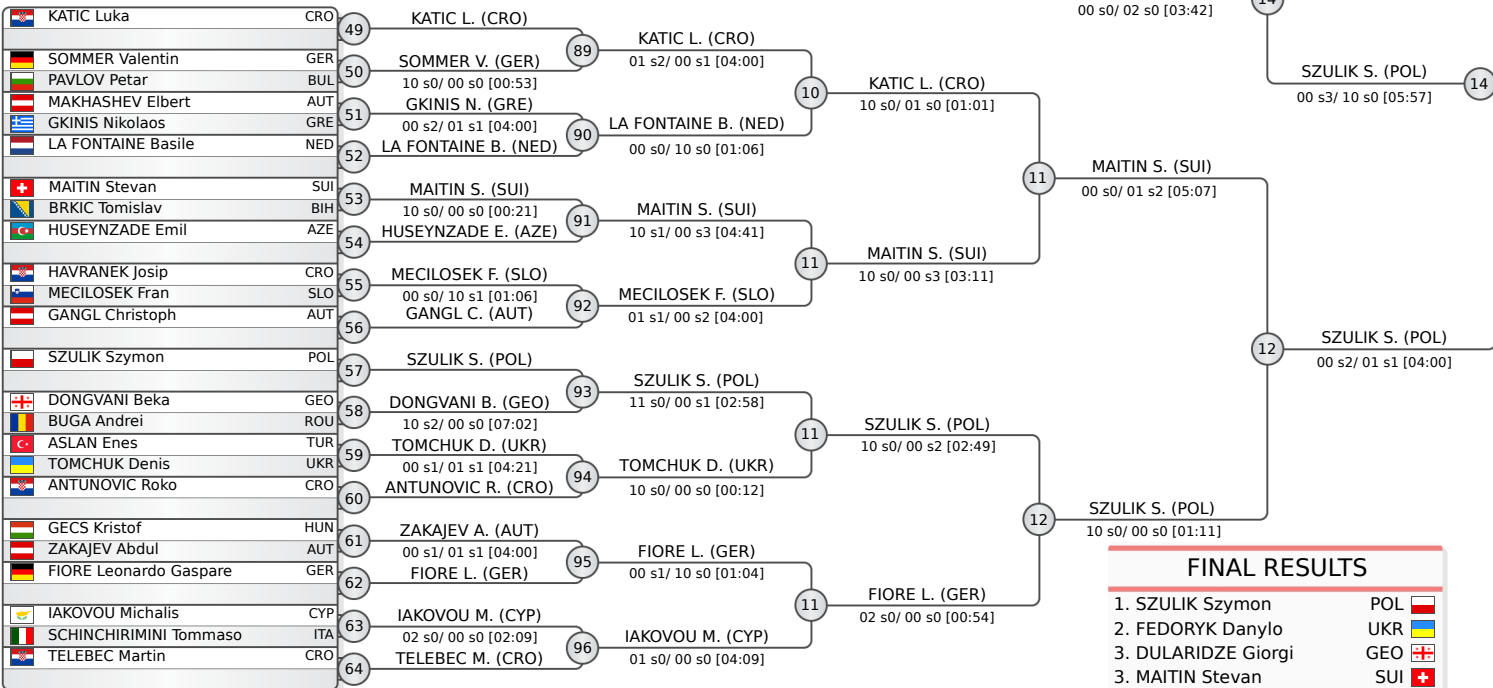 KATIC Luka CRO
SOMMER Valentin GER
PAVLOV Petar BUL
MAKHASHEV Elbert AUT
GKINIS Nikolaos GRE
LA FONTAINE Basile NED
MAITIN Stevan SUI
BRKIC Tomislav BIH
HUSEYNZADE Emil AZE
HAVRANEK Josip CRO
MECILOSEK Fran SLO
GANGL Christoph AUT
SZULIK Szymon POL
DONGVANI Beka GEO
BUGA Andrei ROU
ASLAN Enes TUR
TOMCHUK Denis UKR
ANTUNOVIC Roko CRO
GECS Kristof HUN
ZAKAJEV Abdul AUT
FIORE Leonardo Gaspare GER
IAKOVOU Michalis CYP
SCHINCHIRIMINI Tommaso ITA
TELEBEC Martin CRO
49
50
51
52
53
54
55
56
57
58
59
60
61
62
63
64
KATIC L. (CRO)
SOMMER V. (GER)
10 s0/ 00 s0 [00:53]
GKINIS N. (GRE)
00 s2/ 01 s1 [04:00]
LA FONTAINE B. (NED)
MAITIN S. (SUI)
10 s0/ 00 s0 [00:21]
HUSEYNZADE E. (AZE)
MECILOSEK F. (SLO)
00 s0/ 10 s1 [01:06]
GANGL C. (AUT)
SZULIK S. (POL)
DONGVANI B. (GEO)
10 s2/ 00 s0 [07:02]
TOMCHUK D. (UKR)
00 s1/ 01 s1 [04:21]
ANTUNOVIC R. (CRO)
ZAKAJEV A. (AUT)
00 s1/ 01 s1 [04:00]
FIORE L. (GER)
IAKOVOU M. (CYP)
02 s0/ 00 s0 [02:09]
TELEBEC M. (CRO)
89
90
91
92
93
94
95
96
KATIC L. (CRO)
01 s2/ 00 s1 [04:00]
LA FONTAINE B. (NED)
00 s0/ 10 s0 [01:06]
MAITIN S. (SUI)
10 s1/ 00 s3 [04:41]
MECILOSEK F. (SLO)
01 s1/ 00 s2 [04:00]
SZULIK S. (POL)
11 s0/ 00 s1 [02:58]
TOMCHUK D. (UKR)
10 s0/ 00 s0 [00:12]
FIORE L. (GER)
00 s1/ 10 s0 [01:04]
IAKOVOU M. (CYP)
01 s0/ 00 s0 [04:09]
10
11
11
11
KATIC L. (CRO)
10 s0/ 01 s0 [01:01]
MAITIN S. (SUI)
10 s0/ 00 s3 [03:11]
SZULIK S. (POL)
10 s0/ 00 s2 [02:49]
FIORE L. (GER)
02 s0/ 00 s0 [00:54]
11
12
MAITIN S. (SUI)
00 s0/ 01 s2 [05:07]
SZULIK S. (POL)
10 s0/ 00 s0 [01:11]
12
SZULIK S. (POL)
00 s2/ 01 s1 [04:00]
00 s0/ 02 s0 [03:42]
14
SZULIK S. (POL)
00 s3/ 10 s0 [05:57]
14
FINAL RESULTS
1. SZULIK Szymon POL
2. FEDORYK Danylo UKR
3. DULARIDZE Giorgi GEO
3. MAITIN Stevan SUI